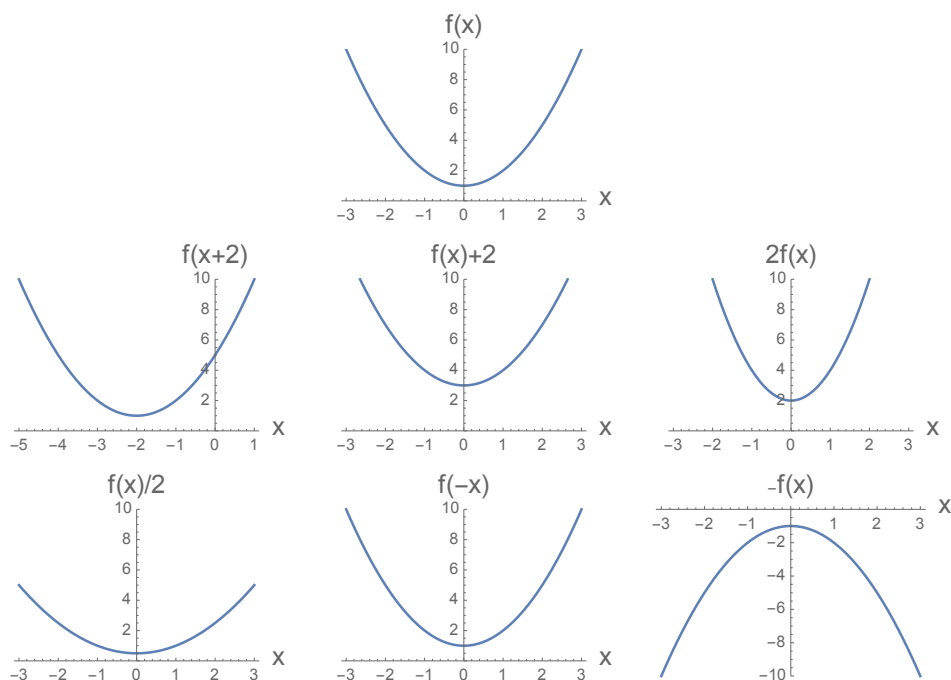 f(x)
10
8
6
4
2
−3 −2 −1 0 1 2 3 x
f(x+2) f(x)+2 2f(x)
10 10 10
8 8 8
6 6 6
4 4 4
2 2 2
−5 −4 −3 −2 −1 0 1 x −3 −2 −1 0 1 2 3 x −3 −2 −1 0 1 2 3 x
f(x)/2 f(−x) −f(x)
10 10 −3 −2 −1 0 1 2 3 x
8 8 −2
6 6 −4
4 4 −6
2 2 −8
−3 −2 −1 0 1 2 3 x −3 −2 −1 0 1 2 3 x −10